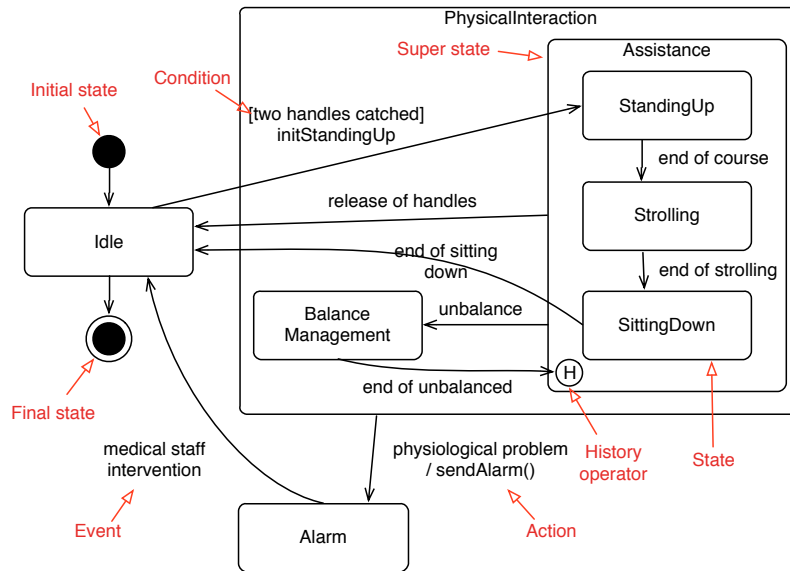 PhysicalInteraction
Super state
Assistance
Condition
Initial state
[two handles catched]
initStandingUp
StandingUp
end of course
release of handles
Strolling
Idle
end of sitting
down
end of strolling
Balance
Management
unbalance
SittingDown
H
end of unbalanced
Final state
medical staff
intervention
physiological problem
/ sendAlarm()
History
operator
State
Event
Alarm
Action